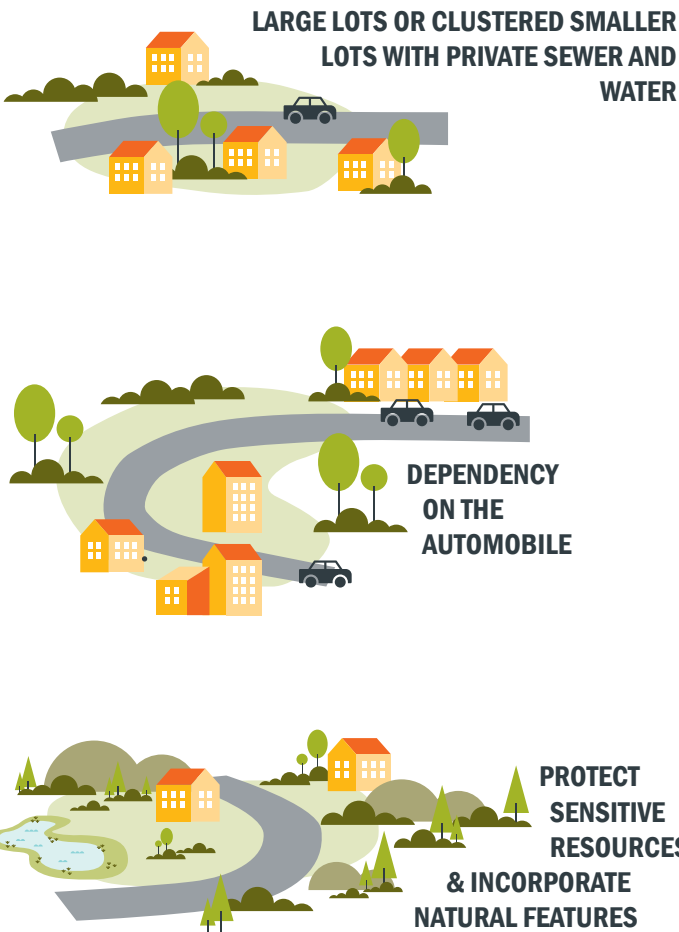 LARGE LOTS OR CLUSTERED SMALLER
LOTS WITH PRIVATE SEWER AND
WATER
DEPENDENCY
ON THE
AUTOMOBILE
PROTECT
SENSITIVE
RESOURCES
& INCORPORATE
NATURAL FEATURES